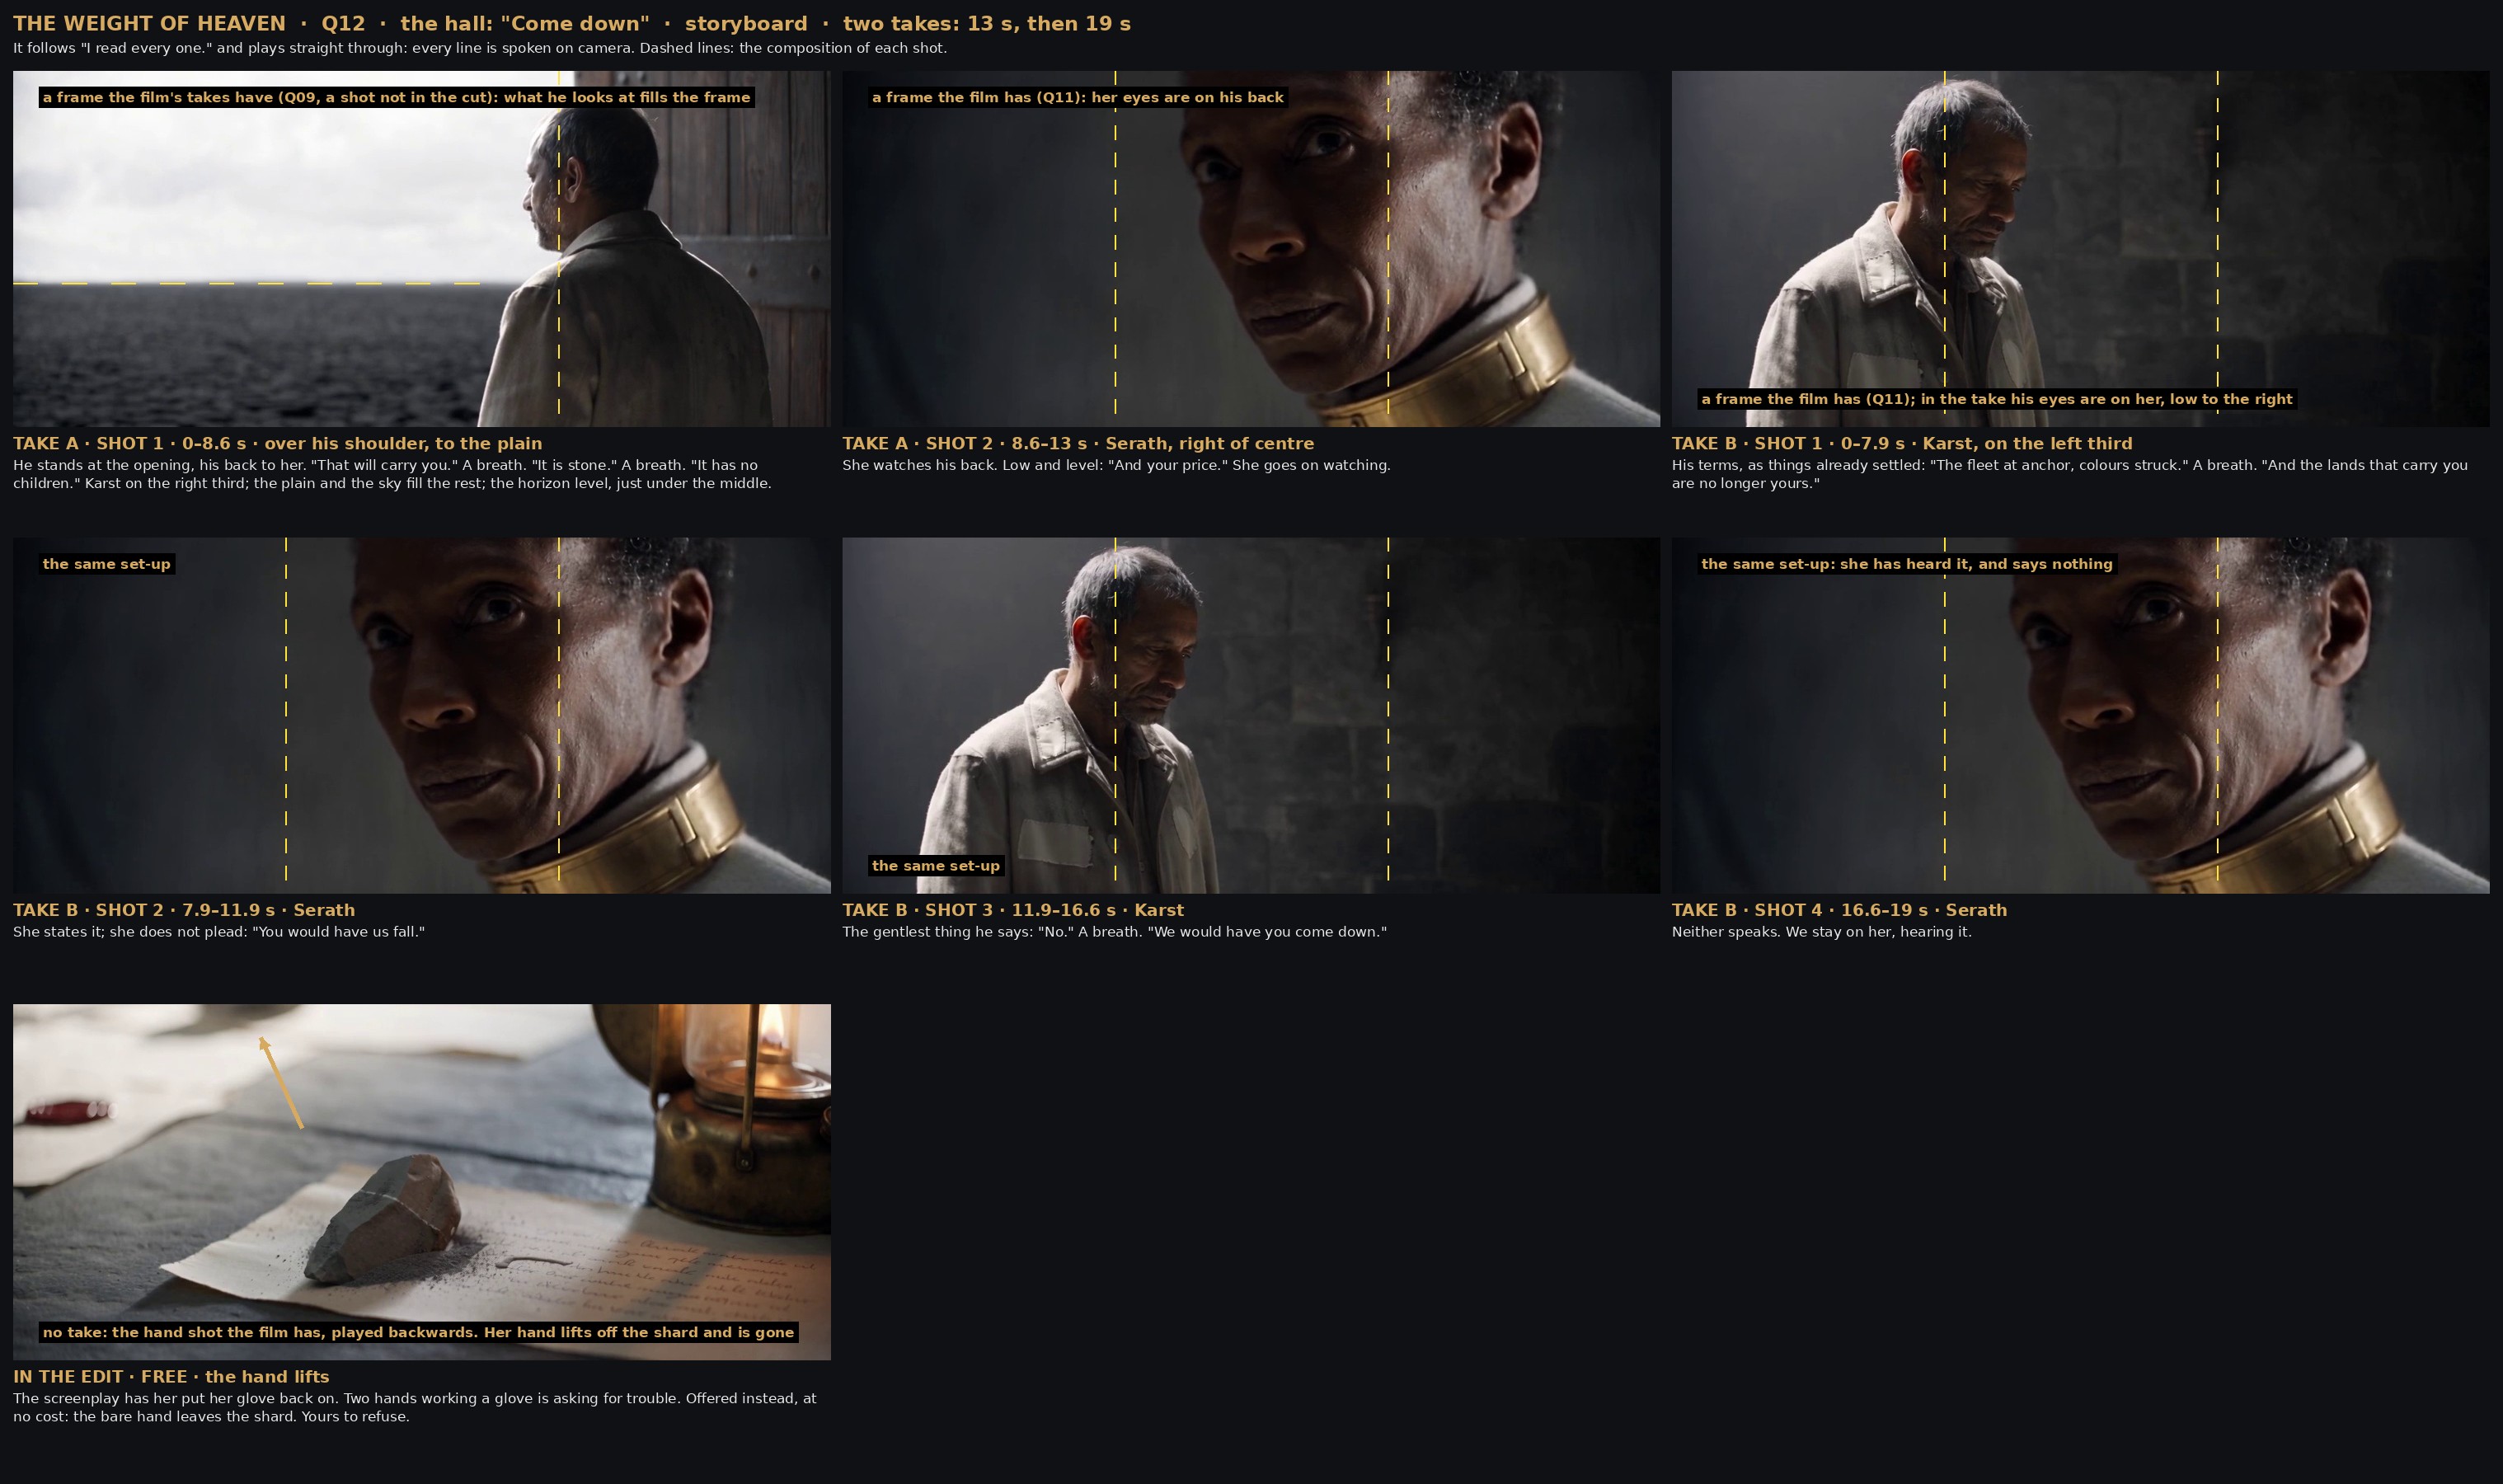 THE WEIGHT OF HEAVEN · Q12 · the hall: "Come down" · storyboard · two takes: 13 s, then 19 s
It follows "I read every one." and plays straight through: every line is spoken on camera. Dashed lines: the composition of each shot.
a frame the film's takes have (Q09, a shot not in the cut): what he looks at fills the frame
TAKE A · SHOT 1 · 0–8.6 s · over his shoulder, to the plain
He stands at the opening, his back to her. "That will carry you." A breath. "It is stone." A breath. "It has no
children." Karst on the right third; the plain and the sky fill the rest; the horizon level, just under the middle.
a frame the film has (Q11): her eyes are on his back
TAKE A · SHOT 2 · 8.6–13 s · Serath, right of centre
She watches his back. Low and level: "And your price." She goes on watching.
a frame the film has (Q11); in the take his eyes are on her, low to the right
TAKE B · SHOT 1 · 0–7.9 s · Karst, on the left third
His terms, as things already settled: "The fleet at anchor, colours struck." A breath. "And the lands that carry you
are no longer yours."
the same set-up
TAKE B · SHOT 2 · 7.9–11.9 s · Serath
She states it; she does not plead: "You would have us fall."
the same set-up
TAKE B · SHOT 3 · 11.9–16.6 s · Karst
The gentlest thing he says: "No." A breath. "We would have you come down."
the same set-up: she has heard it, and says nothing
TAKE B · SHOT 4 · 16.6–19 s · Serath
Neither speaks. We stay on her, hearing it.
no take: the hand shot the film has, played backwards. Her hand lifts off the shard and is gone
IN THE EDIT · FREE · the hand lifts
The screenplay has her put her glove back on. Two hands working a glove is asking for trouble. Offered instead, at
no cost: the bare hand leaves the shard. Yours to refuse.